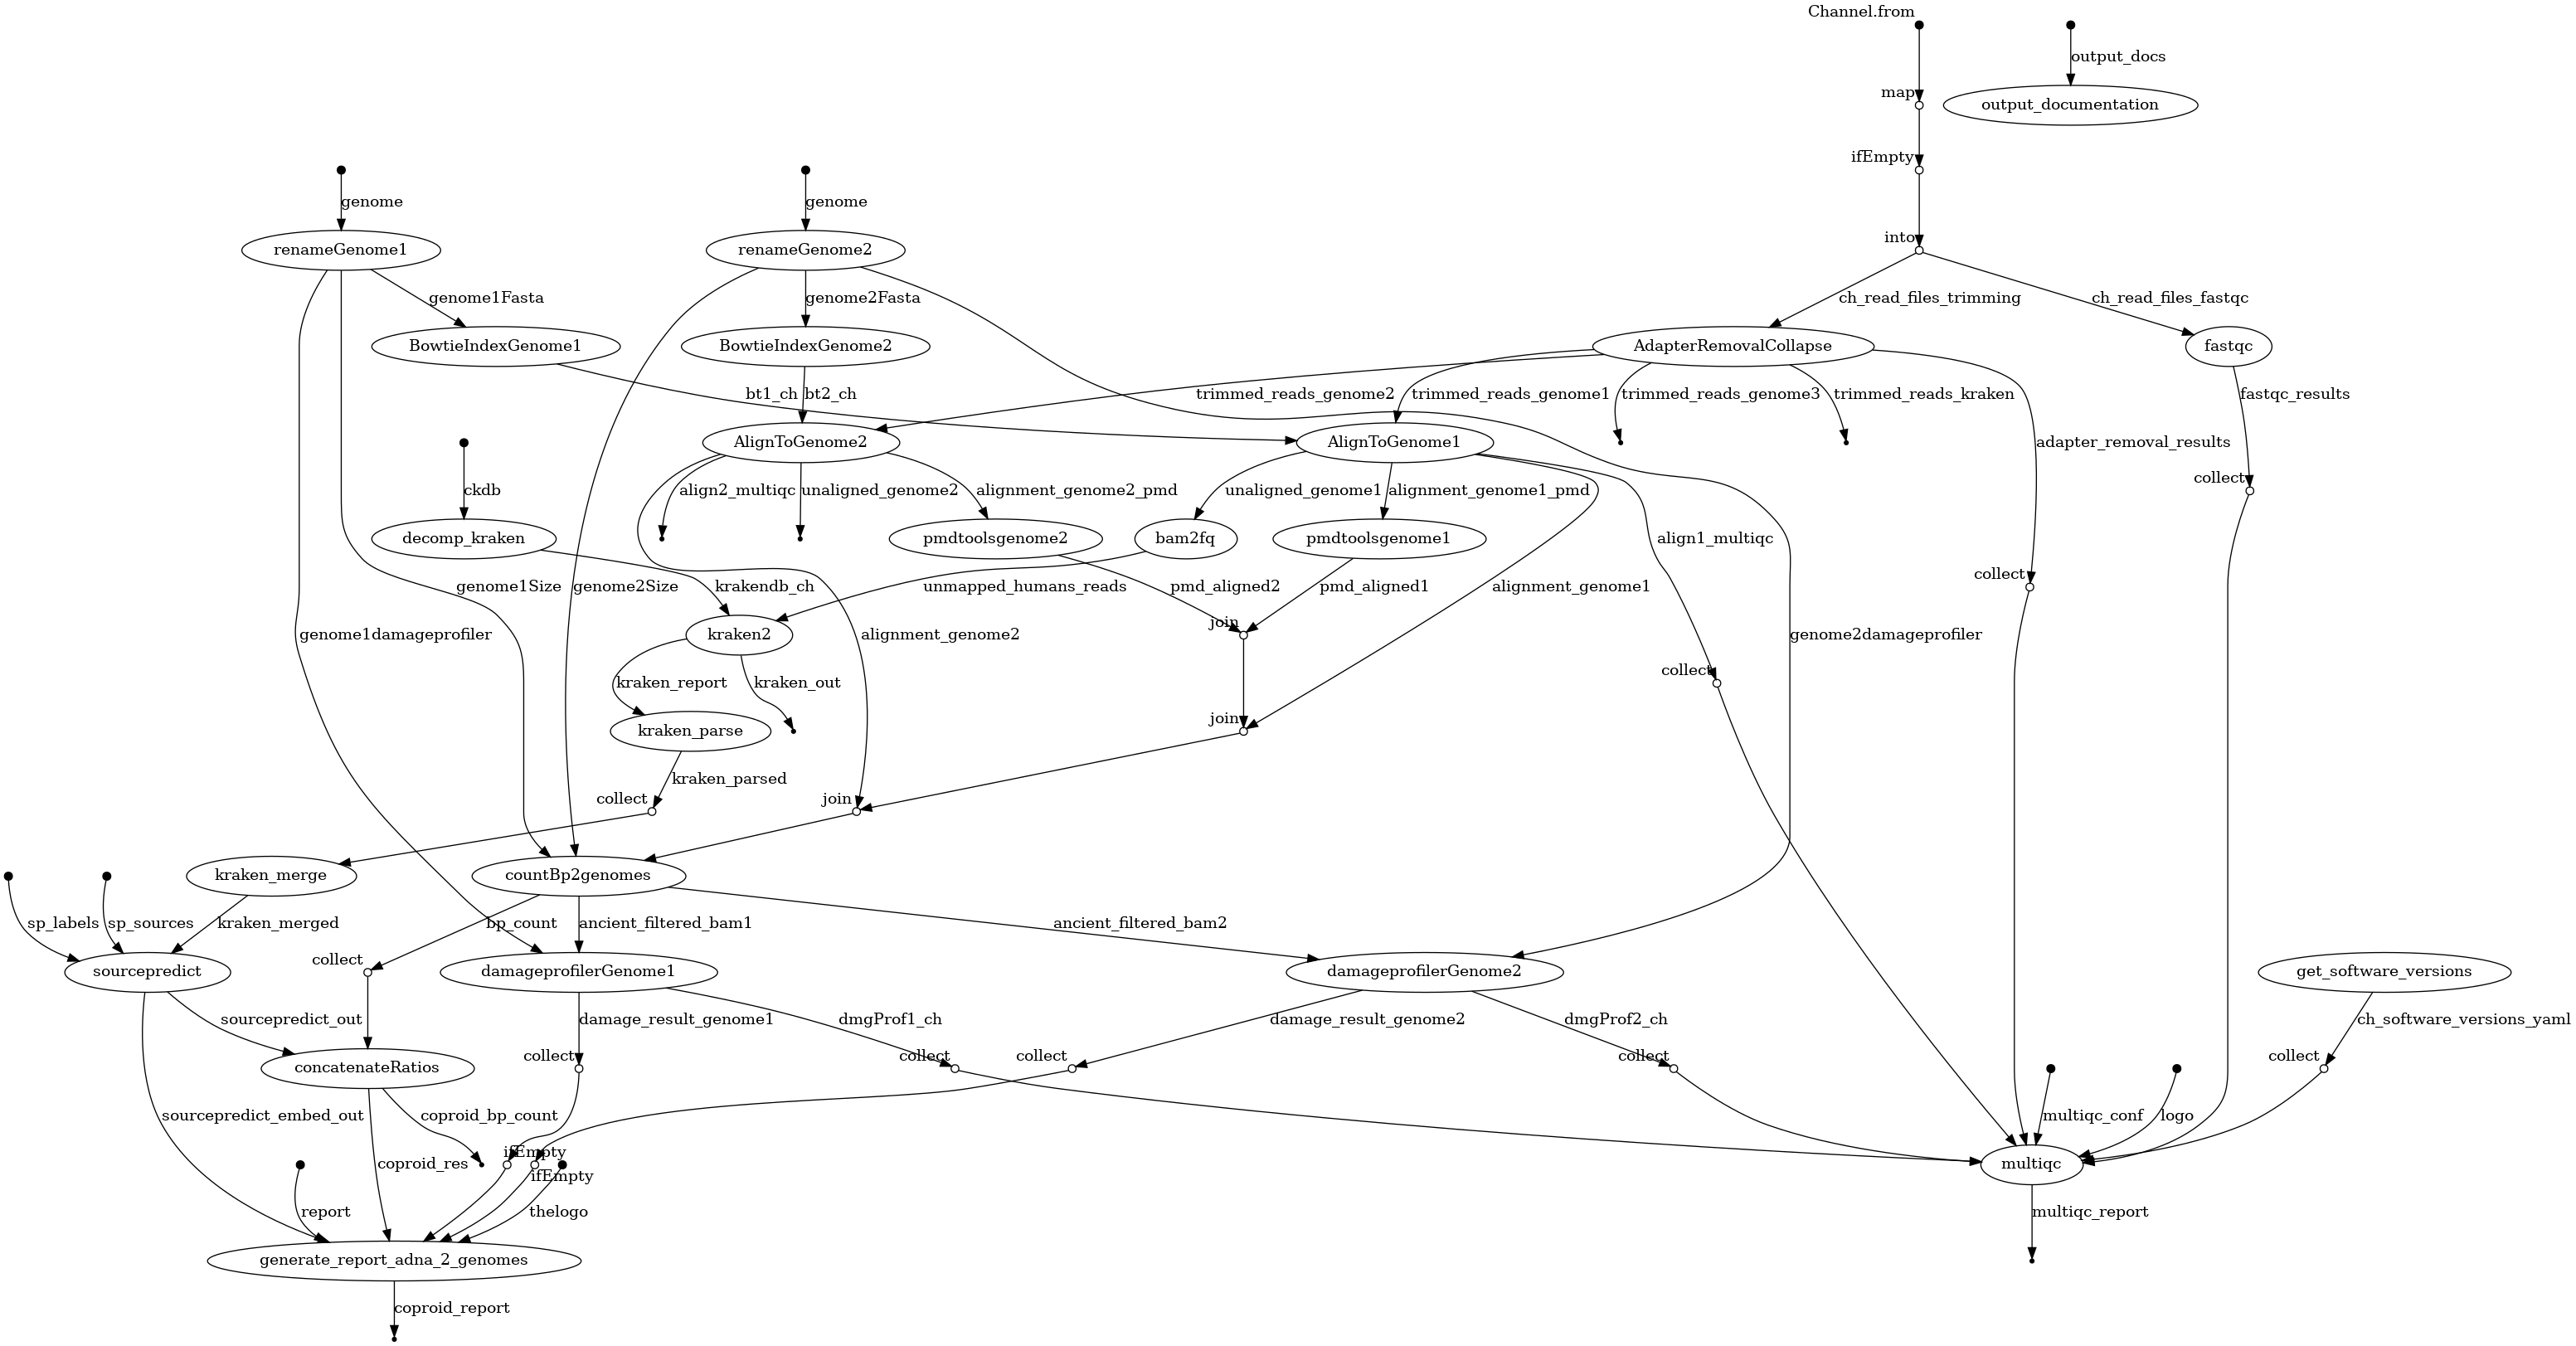 Channel.from
output_docs
map
output_documentation
ifEmpty
genome
genome
into
renameGenome1
renameGenome2
genome1Fasta
genome2Fasta
ch_read_files_trimming
ch_read_files_fastqc
BowtieIndexGenome1
BowtieIndexGenome2
AdapterRemovalCollapse
fastqc
bt1_ch
bt2_ch
trimmed_reads_genome2
trimmed_reads_genome1
trimmed_reads_genome3
trimmed_reads_kraken
fastqc_results
AlignToGenome2
AlignToGenome1
adapter_removal_results
collect
ckdb
align2_multiqc
unaligned_genome2
alignment_genome2_pmd
unaligned_genome1
alignment_genome1_pmd
decomp_kraken
pmdtoolsgenome2
bam2fq
pmdtoolsgenome1
align1_multiqc
collect
genome1Size
genome2Size
krakendb_ch
unmapped_humans_reads
pmd_aligned2
pmd_aligned1
alignment_genome1
join
genome1damageprofiler
kraken2
alignment_genome2
genome2damageprofiler
collect
kraken_report
kraken_out
join
kraken_parse
kraken_parsed
collect
join
kraken_merge
countBp2genomes
sp_labels
sp_sources
kraken_merged
bp_count
ancient_filtered_bam1
ancient_filtered_bam2
collect
sourcepredict
damageprofilerGenome1
damageprofilerGenome2
get_software_versions
sourcepredict_out
damage_result_genome1
dmgProf1_ch
damage_result_genome2
dmgProf2_ch
ch_software_versions_yaml
collect
collect
collect
collect
collect
concatenateRatios
sourcepredict_embed_out
coproid_bp_count
multiqc_conf
logo
ifEmpty
coproid_res
ifEmpty
multiqc
report
thelogo
multiqc_report
generate_report_adna_2_genomes
coproid_report